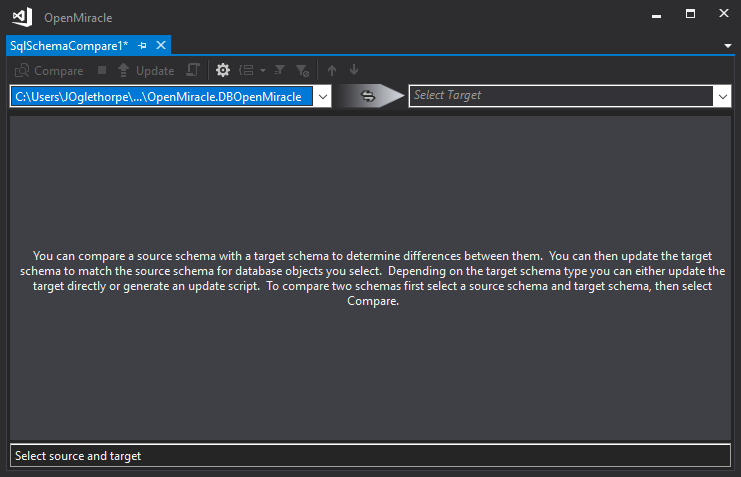 OpenMiracle
SqlSchemaCompare1*
Compare Update
C:\Users\JOglethorpe\...\OpenMiracle.DBOpenMiracle Select Target
You can compare a source schema with a target schema to determine differences between them.  You can then update the target
schema to match the source schema for database objects you select.  Depending on the target schema type you can either update the
target directly or generate an update script.  To compare two schemas first select a source schema and target schema, then select
Compare.
Select source and target